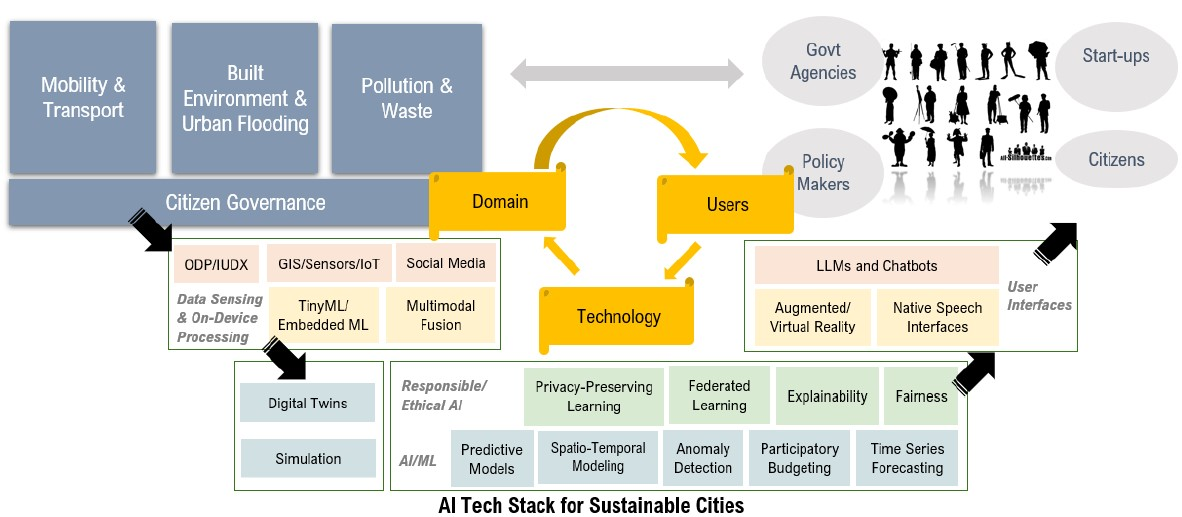 Mobility &
Transport
Built
Environment &
Urban Flooding
Pollution &
Waste
Citizen Governance
Govt
Agencies
Start-ups
Policy
Makers
Citizens
All-Silhouettes.com
Domain
Users
Technology
ODP/IUDX
GIS/Sensors/IoT
Social Media
Data Sensing
& On-Device
Processing
TinyML/
Embedded ML
Multimodal
Fusion
LLMs and Chatbots
Augmented/
Virtual Reality
Native Speech
Interfaces
User
Interfaces
Digital Twins
Simulation
Responsible/
Ethical AI
Privacy-Preserving
Learning
Federated
Learning
Explainability
Fairness
AI/ML
Predictive
Models
Spatio-Temporal
Modeling
Anomaly
Detection
Participatory
Budgeting
Time Series
Forecasting
AI Tech Stack for Sustainable Cities